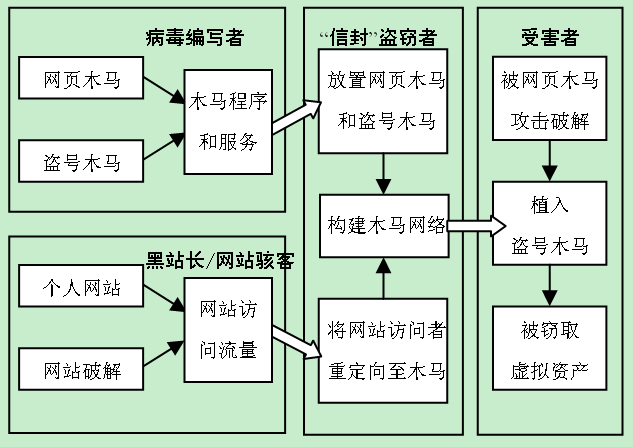 病毒编写者
网页木马
盗号木马
木马程序
和服务
黑站长/网站骇客
个人网站
网站破解
网站访
问流量
“信封”盗窃者
放置网页木马
和盗号木马
构建木马网络
将网站访问者
重定向至木马
受害者
被网页木马
攻击破解
植入
盗号木马
被窃取
虚拟资产